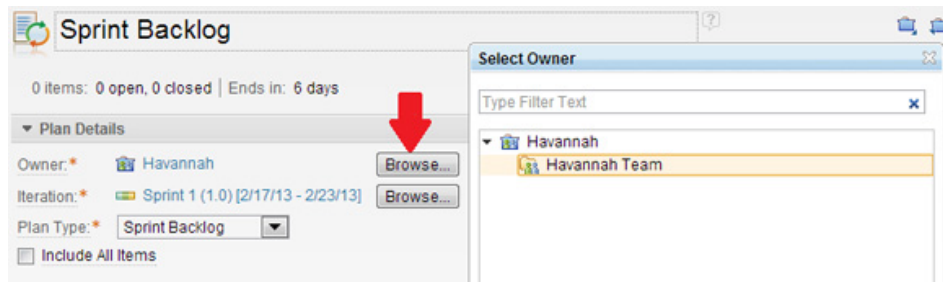 Sprint Backlog
?
0 items: 0 open, 0 closed | Ends in: 6 days
Plan Details
Owner:* Havannah Browse...
Iteration:* Sprint 1 (1.0) [2/17/13 - 2/23/13] Browse...
Plan Type:* Sprint Backlog
Include All Items
Select Owner
Type Filter Text
Havannah
Havannah Team